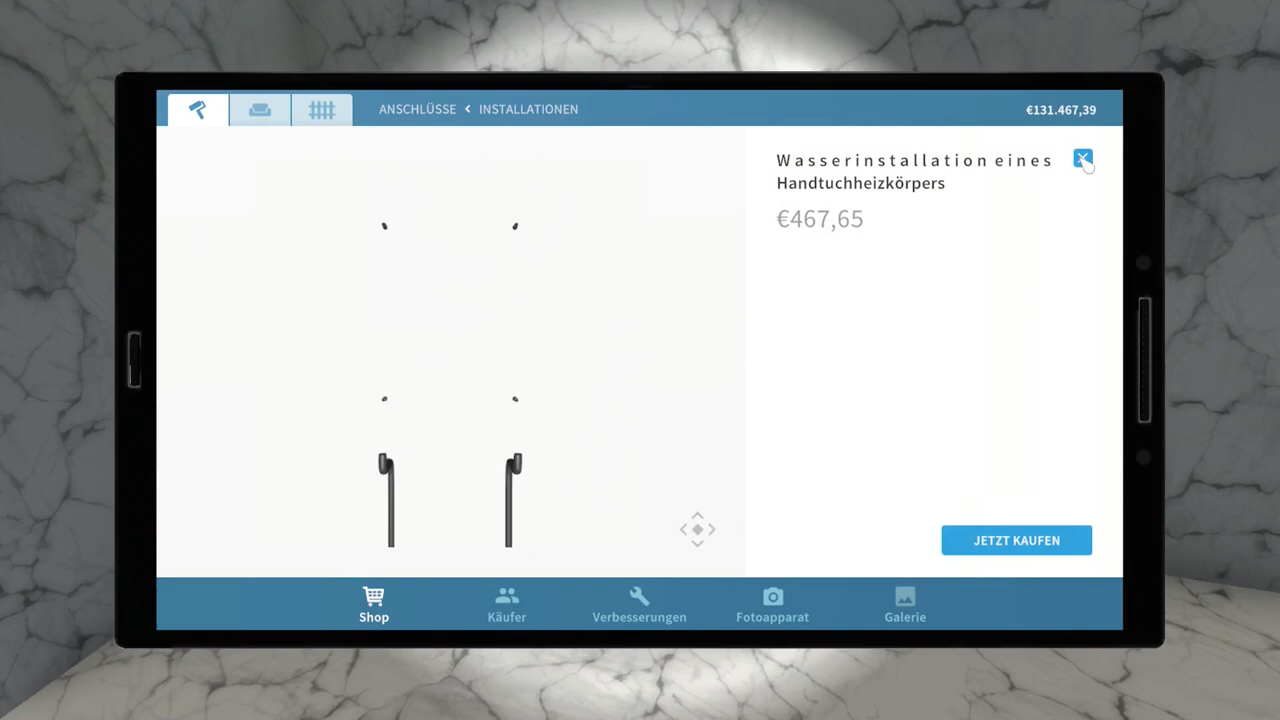 ANSCHLÜSSE < INSTALLATIONEN
€131.467,39
Wasserinstallation eines
Handtuchheizkörpers
€467,65
JETZT KAUFEN
Shop
Käufer
Verbesserungen
Fotoapparat
Galerie